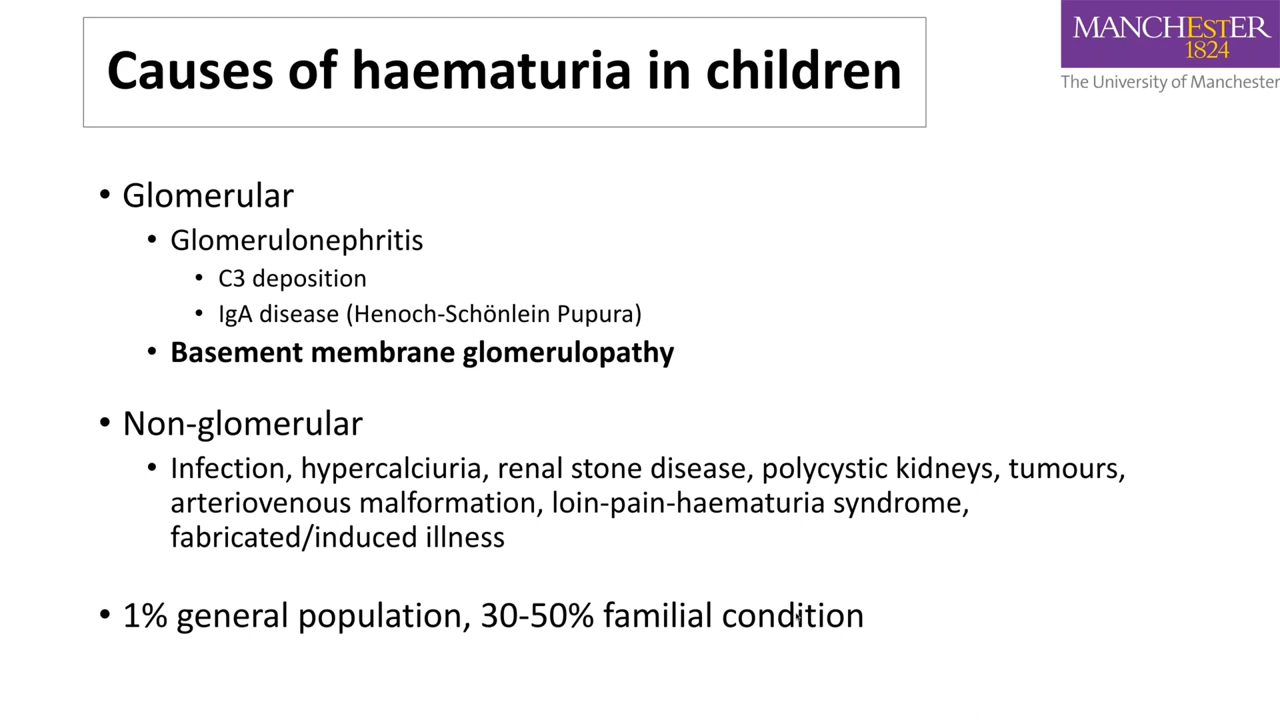 Causes of haematuria in children
MANCHESTER
1824
The University of Manchester
• Glomerular
• Glomerulonephritis
• C3 deposition
• IgA disease (Henoch-Schönlein Pupura)
• Basement membrane glomerulopathy
• Non-glomerular
• Infection, hypercalciuria, renal stone disease, polycystic kidneys, tumours,
arteriovenous malformation, loin-pain-haematuria syndrome,
fabricated/induced illness
• 1% general population, 30-50% familial condition